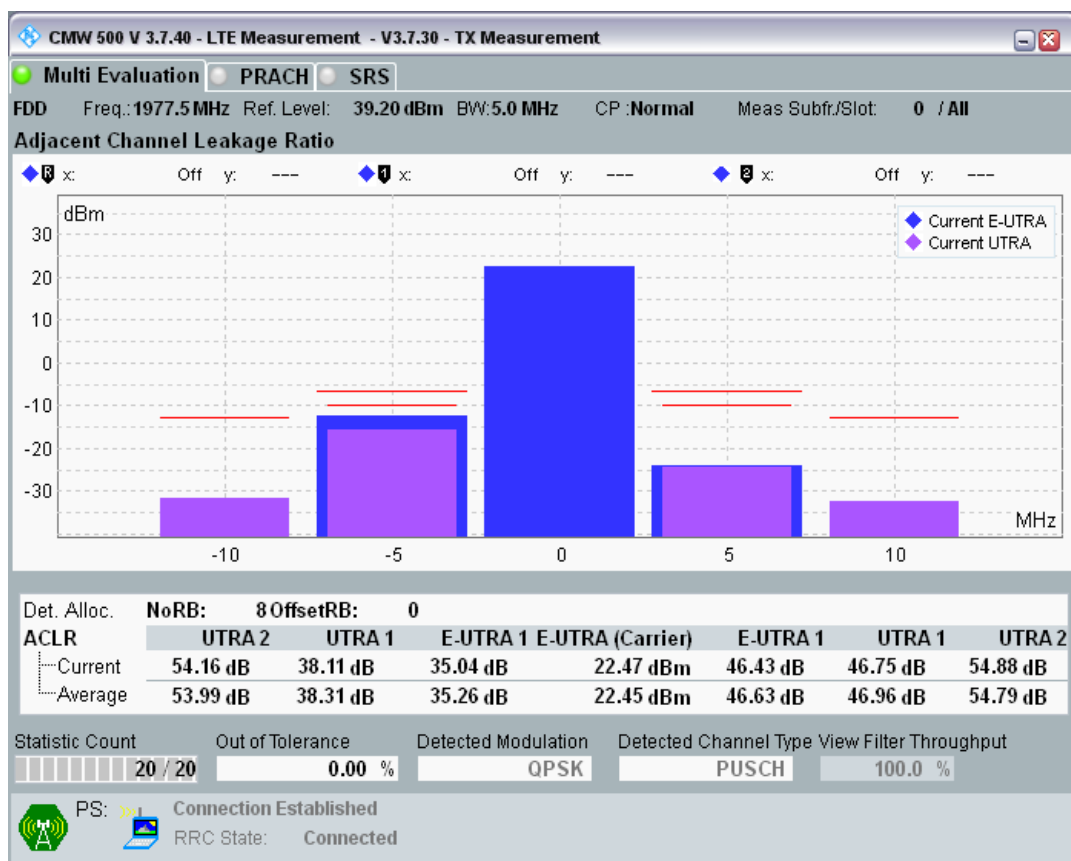 CMW 500 V 3.7.40 - LTE Measurement - V3.7.30 - TX Measurement
Multi Evaluation PRACH SRS
FDD Freq.: 1977.5 MHz Ref. Level: 39.20 dBm BW: 5.0 MHz CP :Normal Meas Subfr./Slot: 0 / All
Adjacent Channel Leakage Ratio
R x: Off y: --- 1 x: Off y: --- 2 x: Off y: ---
dBm
Current E-UTRA
Current UTRA
30
20
10
0
-10
-20
-30
MHz
-10 -5 0 5 10
Det. Alloc. NoRB: 8 OffsetRB: 0
ACLR UTRA 2 UTRA 1 E-UTRA 1 E-UTRA (Carrier) E-UTRA 1 UTRA 1 UTRA 2
Current 54.16 dB 38.11 dB 35.04 dB 22.47 dBm 46.43 dB 46.75 dB 54.88 dB
Average 53.99 dB 38.31 dB 35.26 dB 22.45 dBm 46.63 dB 46.96 dB 54.79 dB
Statistic Count Out of Tolerance Detected Modulation Detected Channel Type View Filter Throughput
20 / 20 0.00 % QPSK PUSCH 100.0 %
PS: Connection Established
RRC State: Connected